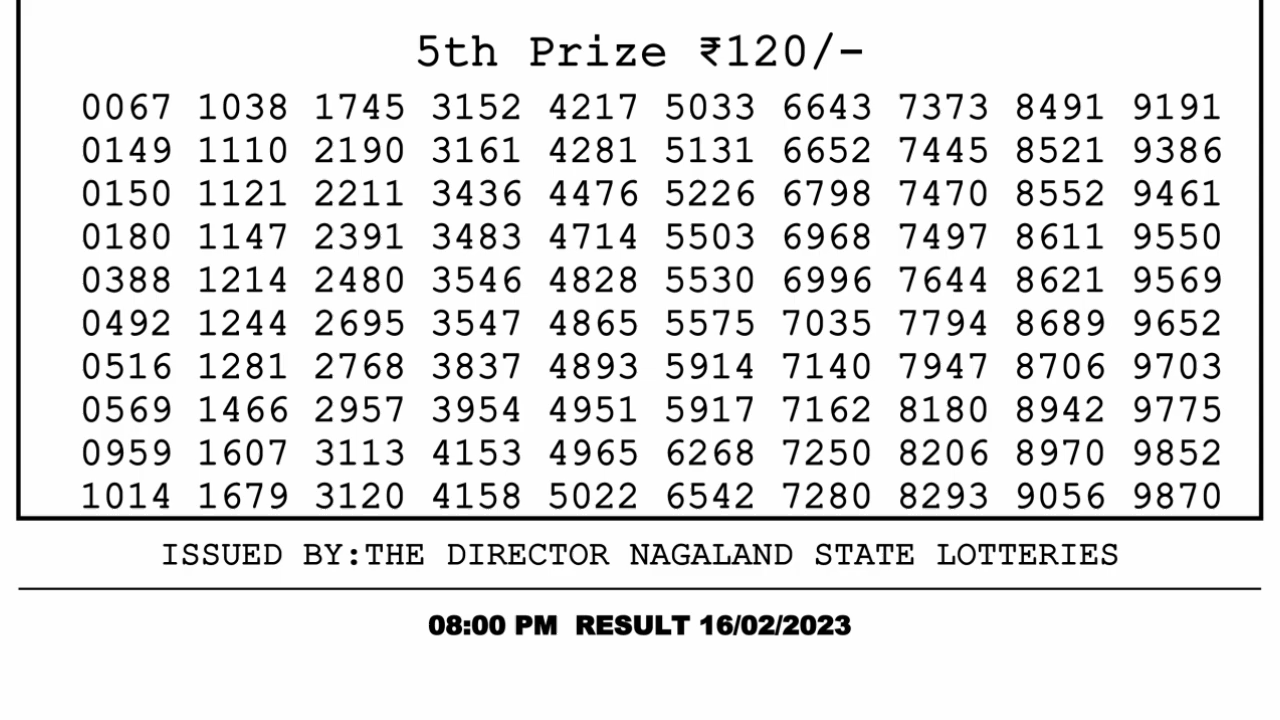 5th Prize ₹120/-
0067 1038 1745 3152 4217 5033 6643 7373 8491 9191
0149 1110 2190 3161 4281 5131 6652 7445 8521 9386
0150 1121 2211 3436 4476 5226 6798 7470 8552 9461
0180 1147 2391 3483 4714 5503 6968 7497 8611 9550
0388 1214 2480 3546 4828 5530 6996 7644 8621 9569
0492 1244 2695 3547 4865 5575 7035 7794 8689 9652
0516 1281 2768 3837 4893 5914 7140 7947 8706 9703
0569 1466 2957 3954 4951 5917 7162 8180 8942 9775
0959 1607 3113 4153 4965 6268 7250 8206 8970 9852
1014 1679 3120 4158 5022 6542 7280 8293 9056 9870
ISSUED BY:THE DIRECTOR NAGALAND STATE LOTTERIES
08:00 PM RESULT 16/02/2023